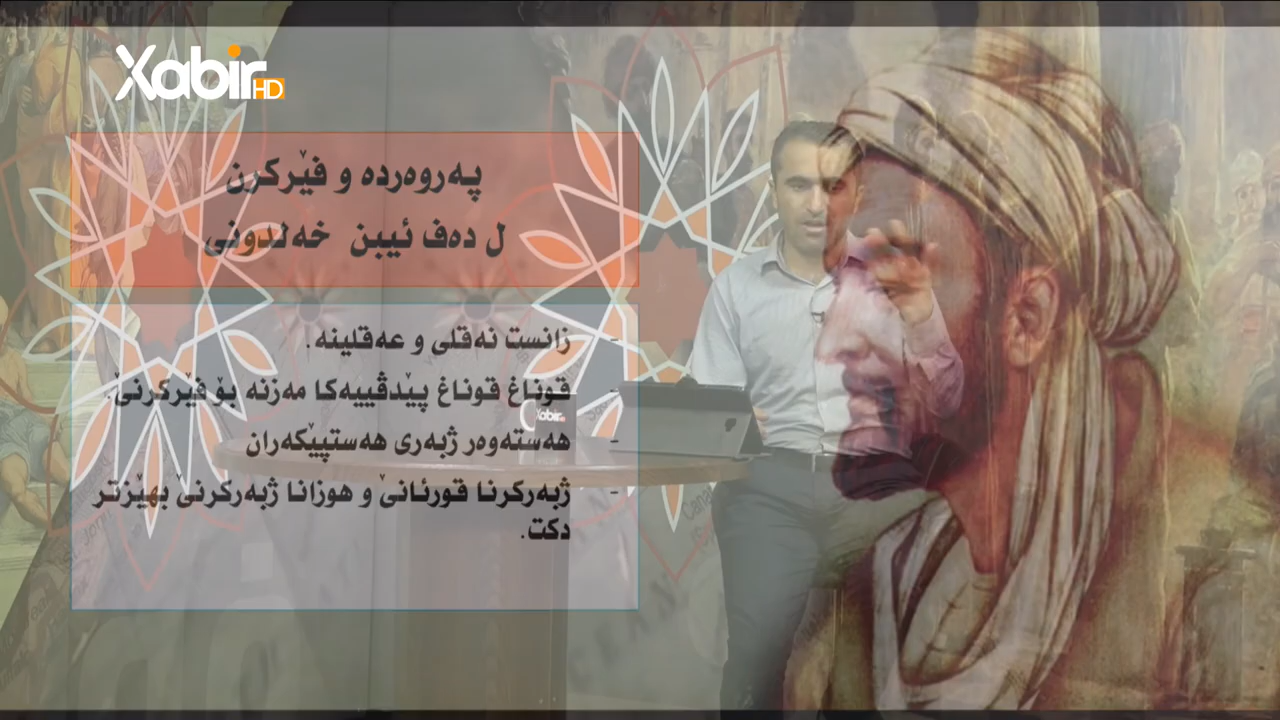 Xabir HD
پەروەردە و فێرکرن
ل دەف ئیبن خەلدونی
- زانست نەقلی و عەقلینە.
- قوناغ قوناغ پێدڤییەکا مەزنە بۆ فێرکرنێ.
- هەستەوەر ژبەری هەستپێکەران
- ژبەرکرنا قورئانێ و هوزانا ژبەرکرنێ بهێزتر
دکت.
Xabir